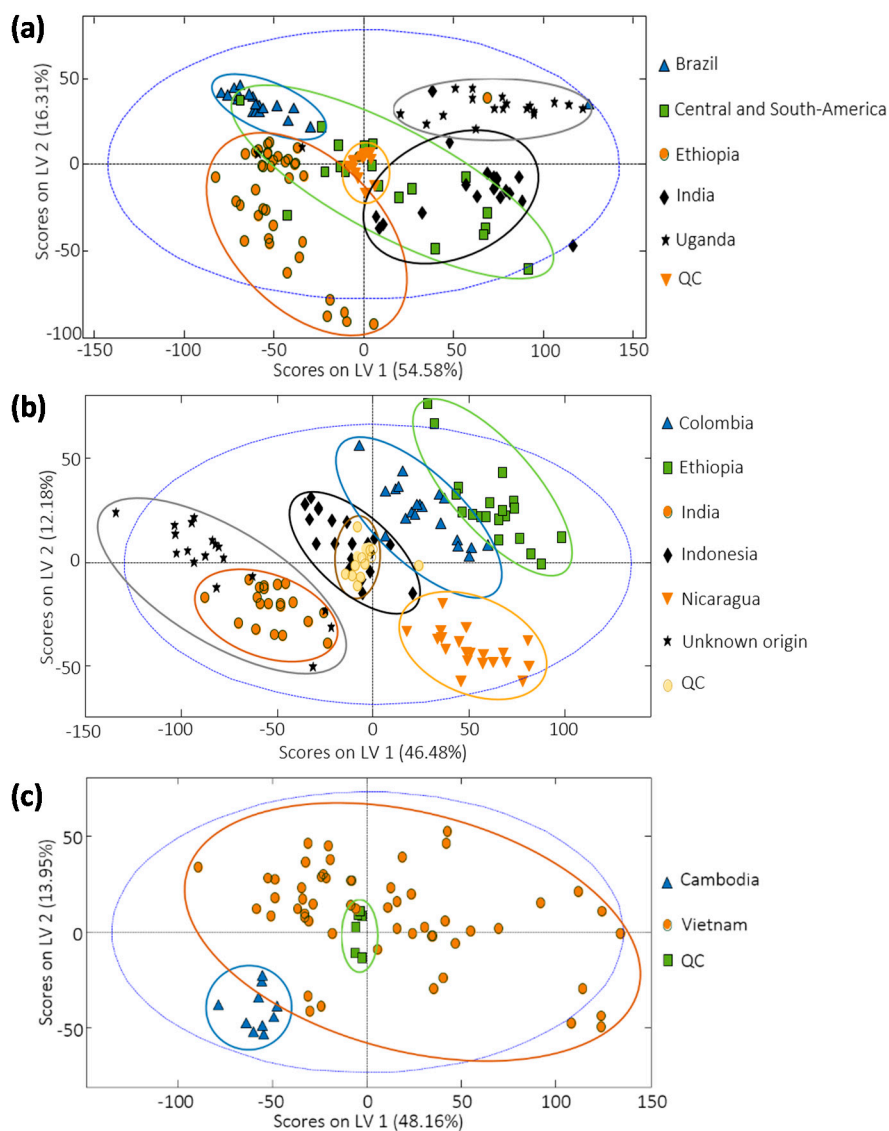 (a)
Scores on LV 2 (16.31%)
50
0
-50
-100
-150
-100
-50
0
50
100
150
Scores on LV 1 (54.58%)
Brazil
Central and South-America
Ethiopia
India
Uganda
QC
(b)
Scores on LV 2 (12.18%)
50
0
-50
-150
-100
-50
0
50
100
Scores on LV 1 (46.48%)
Colombia
Ethiopia
India
Indonesia
Nicaragua
Unknown origin
QC
(c)
Scores on LV 2 (13.95%)
50
0
-50
-100
-50
0
50
100
150
Scores on LV 1 (48.16%)
Cambodia
Vietnam
QC